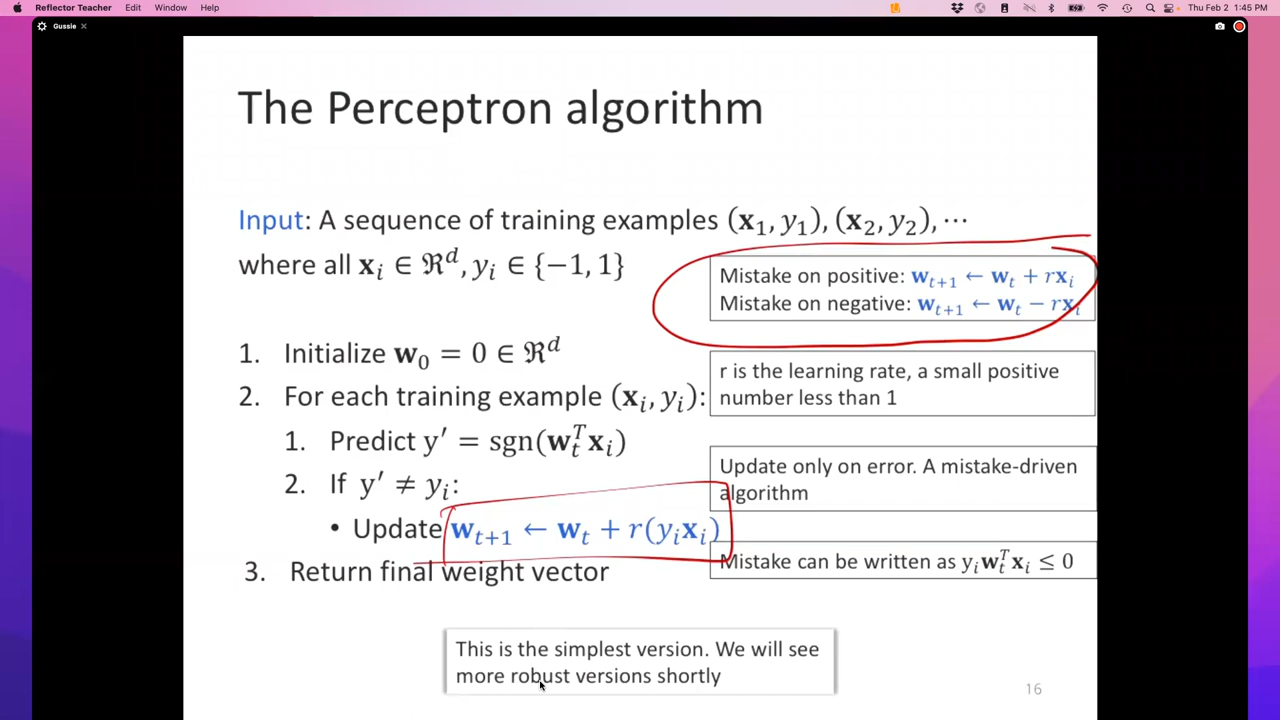 Reflector Teacher Edit Window Help Thu Feb 2 1:45 PM
Gussie
The Perceptron algorithm
Input: A sequence of training examples (𝐱₁, y₁), (𝐱₂, y₂), ⋯
where all 𝐱ᵢ ∈ ℜᵈ, yᵢ ∈ {−1, 1}
Mistake on positive: 𝐰ₜ₊₁ ← 𝐰ₜ + r𝐱ᵢ
Mistake on negative: 𝐰ₜ₊₁ ← 𝐰ₜ − r𝐱ᵢ
1. Initialize 𝐰₀ = 0 ∈ ℜᵈ
2. For each training example (𝐱ᵢ, yᵢ):
1. Predict y′ = sgn(𝐰ₜᵀ𝐱ᵢ)
2. If y′ ≠ yᵢ:
• Update 𝐰ₜ₊₁ ← 𝐰ₜ + r(yᵢ𝐱ᵢ)
3. Return final weight vector
r is the learning rate, a small positive
number less than 1
Update only on error. A mistake-driven
algorithm
Mistake can be written as yᵢ𝐰ₜᵀ𝐱ᵢ ≤ 0
This is the simplest version. We will see
more robust versions shortly
16